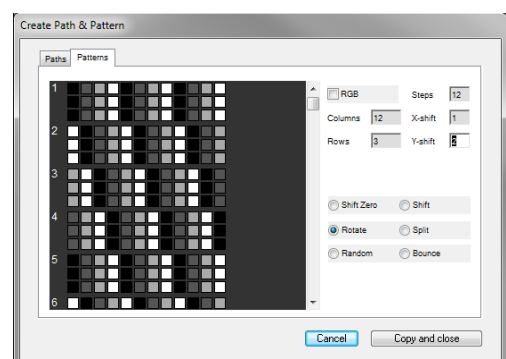 Create Path & Pattern
Paths Patterns
1
2
3
4
5
6
RGB Steps 12
Columns 12 X-shift 1
Rows 3 Y-shift 2
Shift Zero Shift
Rotate Split
Random Bounce
Cancel Copy and close